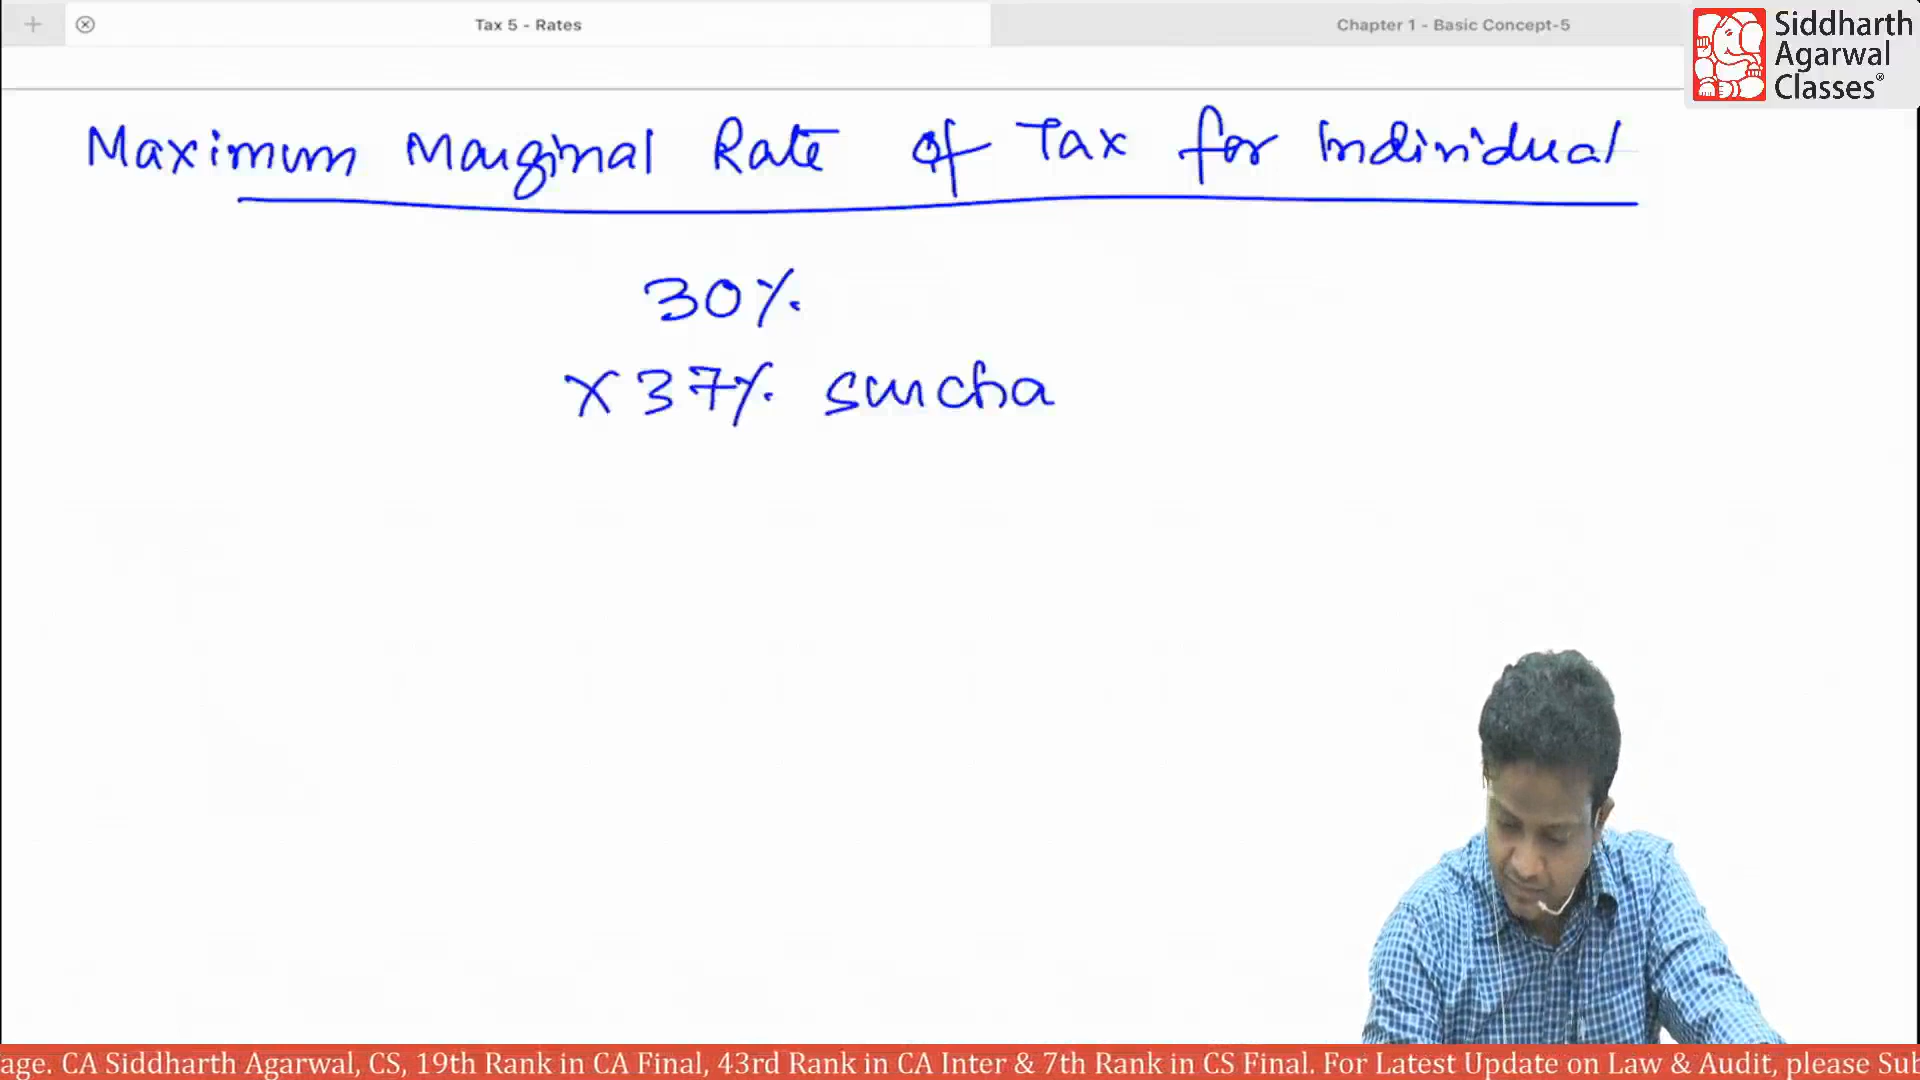 Tax 5 - Rates
Chapter 1 - Basic Concept-5
Siddharth
Agarwal
Classes®
Maximum Marginal Rate of Tax for Individual
30%
x 37% surcha
age. CA Siddharth Agarwal, CS, 19th Rank in CA Final, 43rd Rank in CA Inter & 7th Rank in CS Final. For Latest Update on Law & Audit, please Sub